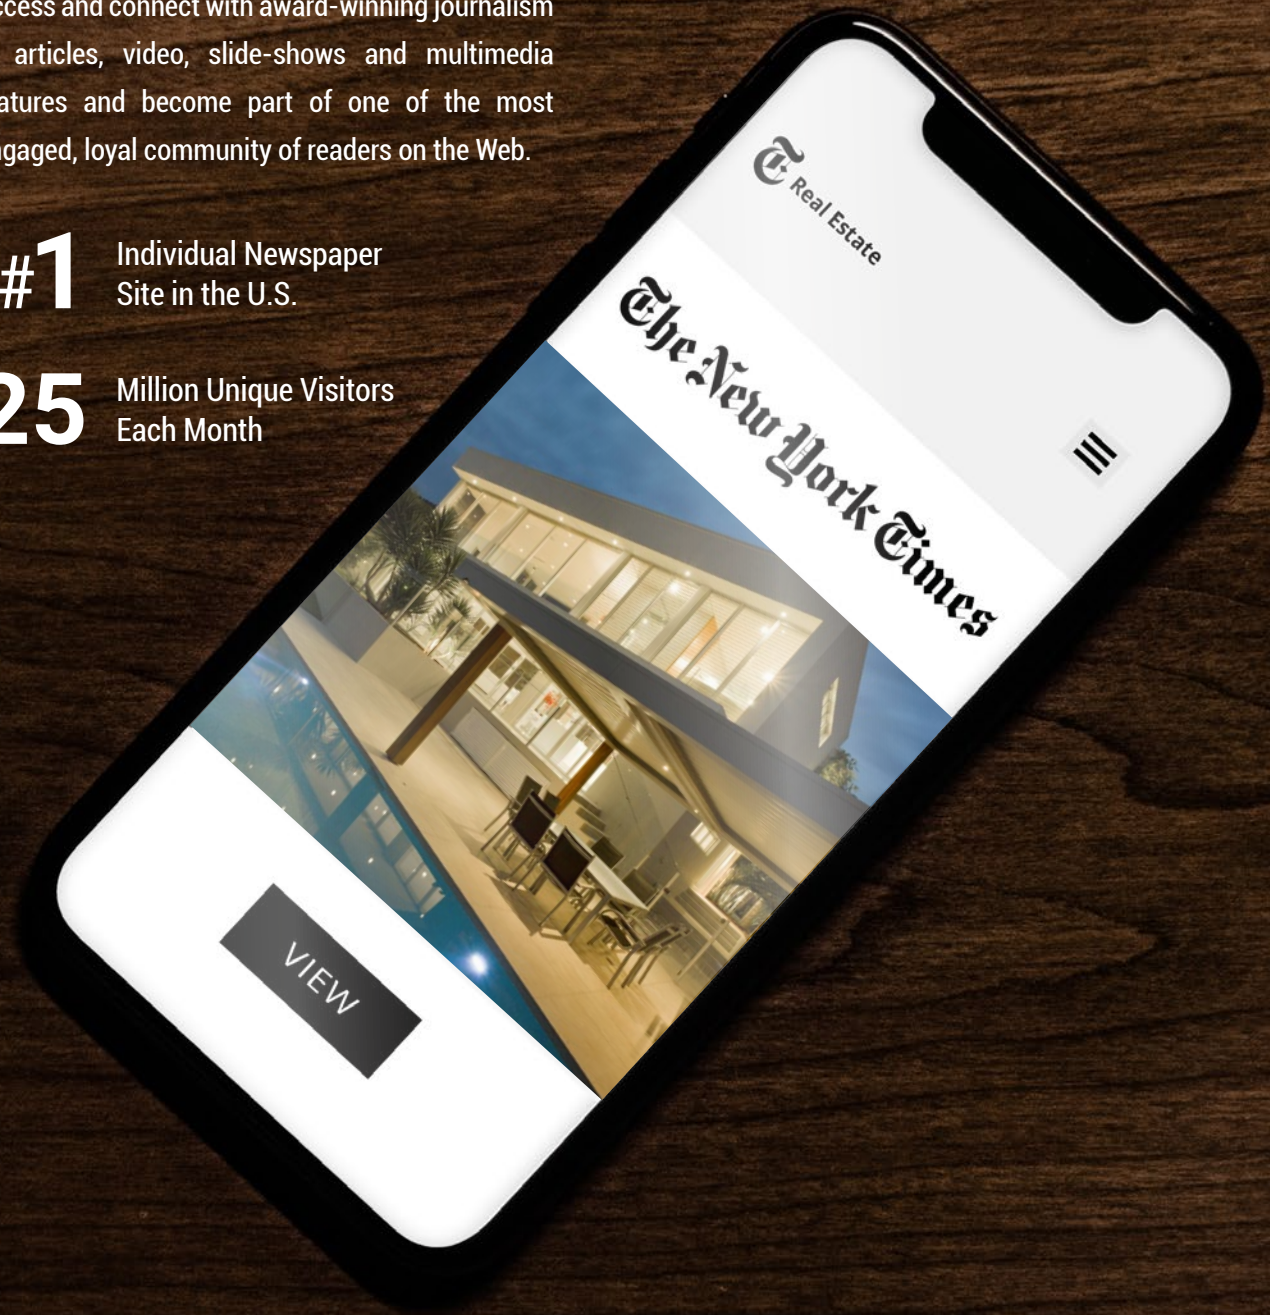 ccess and connect with award-winning journalism
articles, video, slide-shows and multimedia
atures and become part of one of the most
gaged, loyal community of readers on the Web.
#1 Individual Newspaper
Site in the U.S.
25 Million Unique Visitors
Each Month
T Real Estate
The New York Times
VIEW